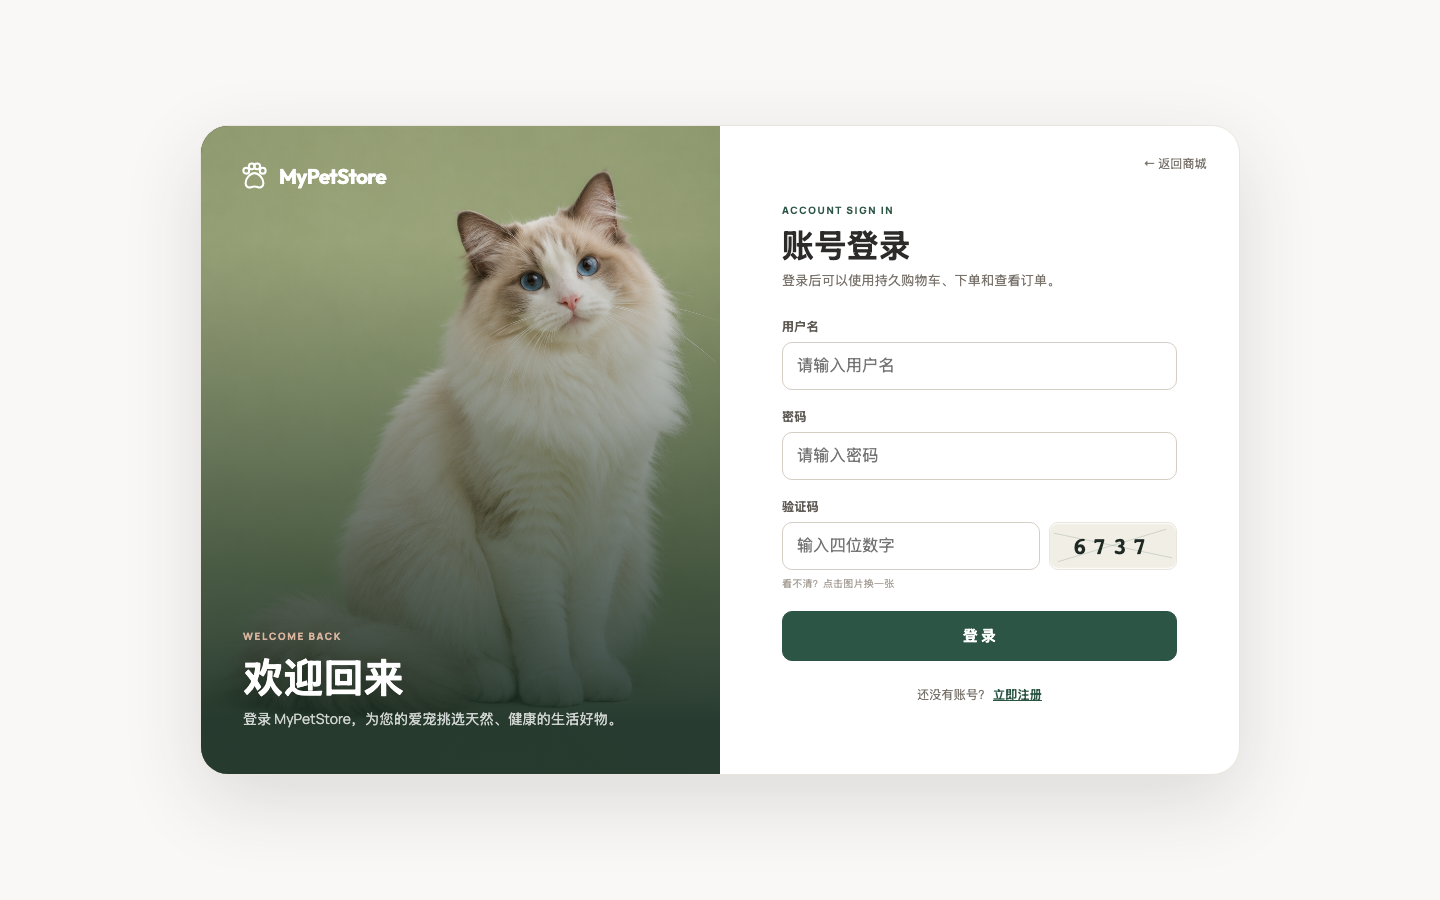 MyPetStore
WELCOME BACK
欢迎回来
登录 MyPetStore，为您的爱宠挑选天然、健康的生活好物。
← 返回商城
ACCOUNT SIGN IN
账号登录
登录后可以使用持久购物车、下单和查看订单。
用户名
请输入用户名
密码
请输入密码
验证码
输入四位数字
6737
看不清？点击图片换一张
登录
还没有账号？ 立即注册